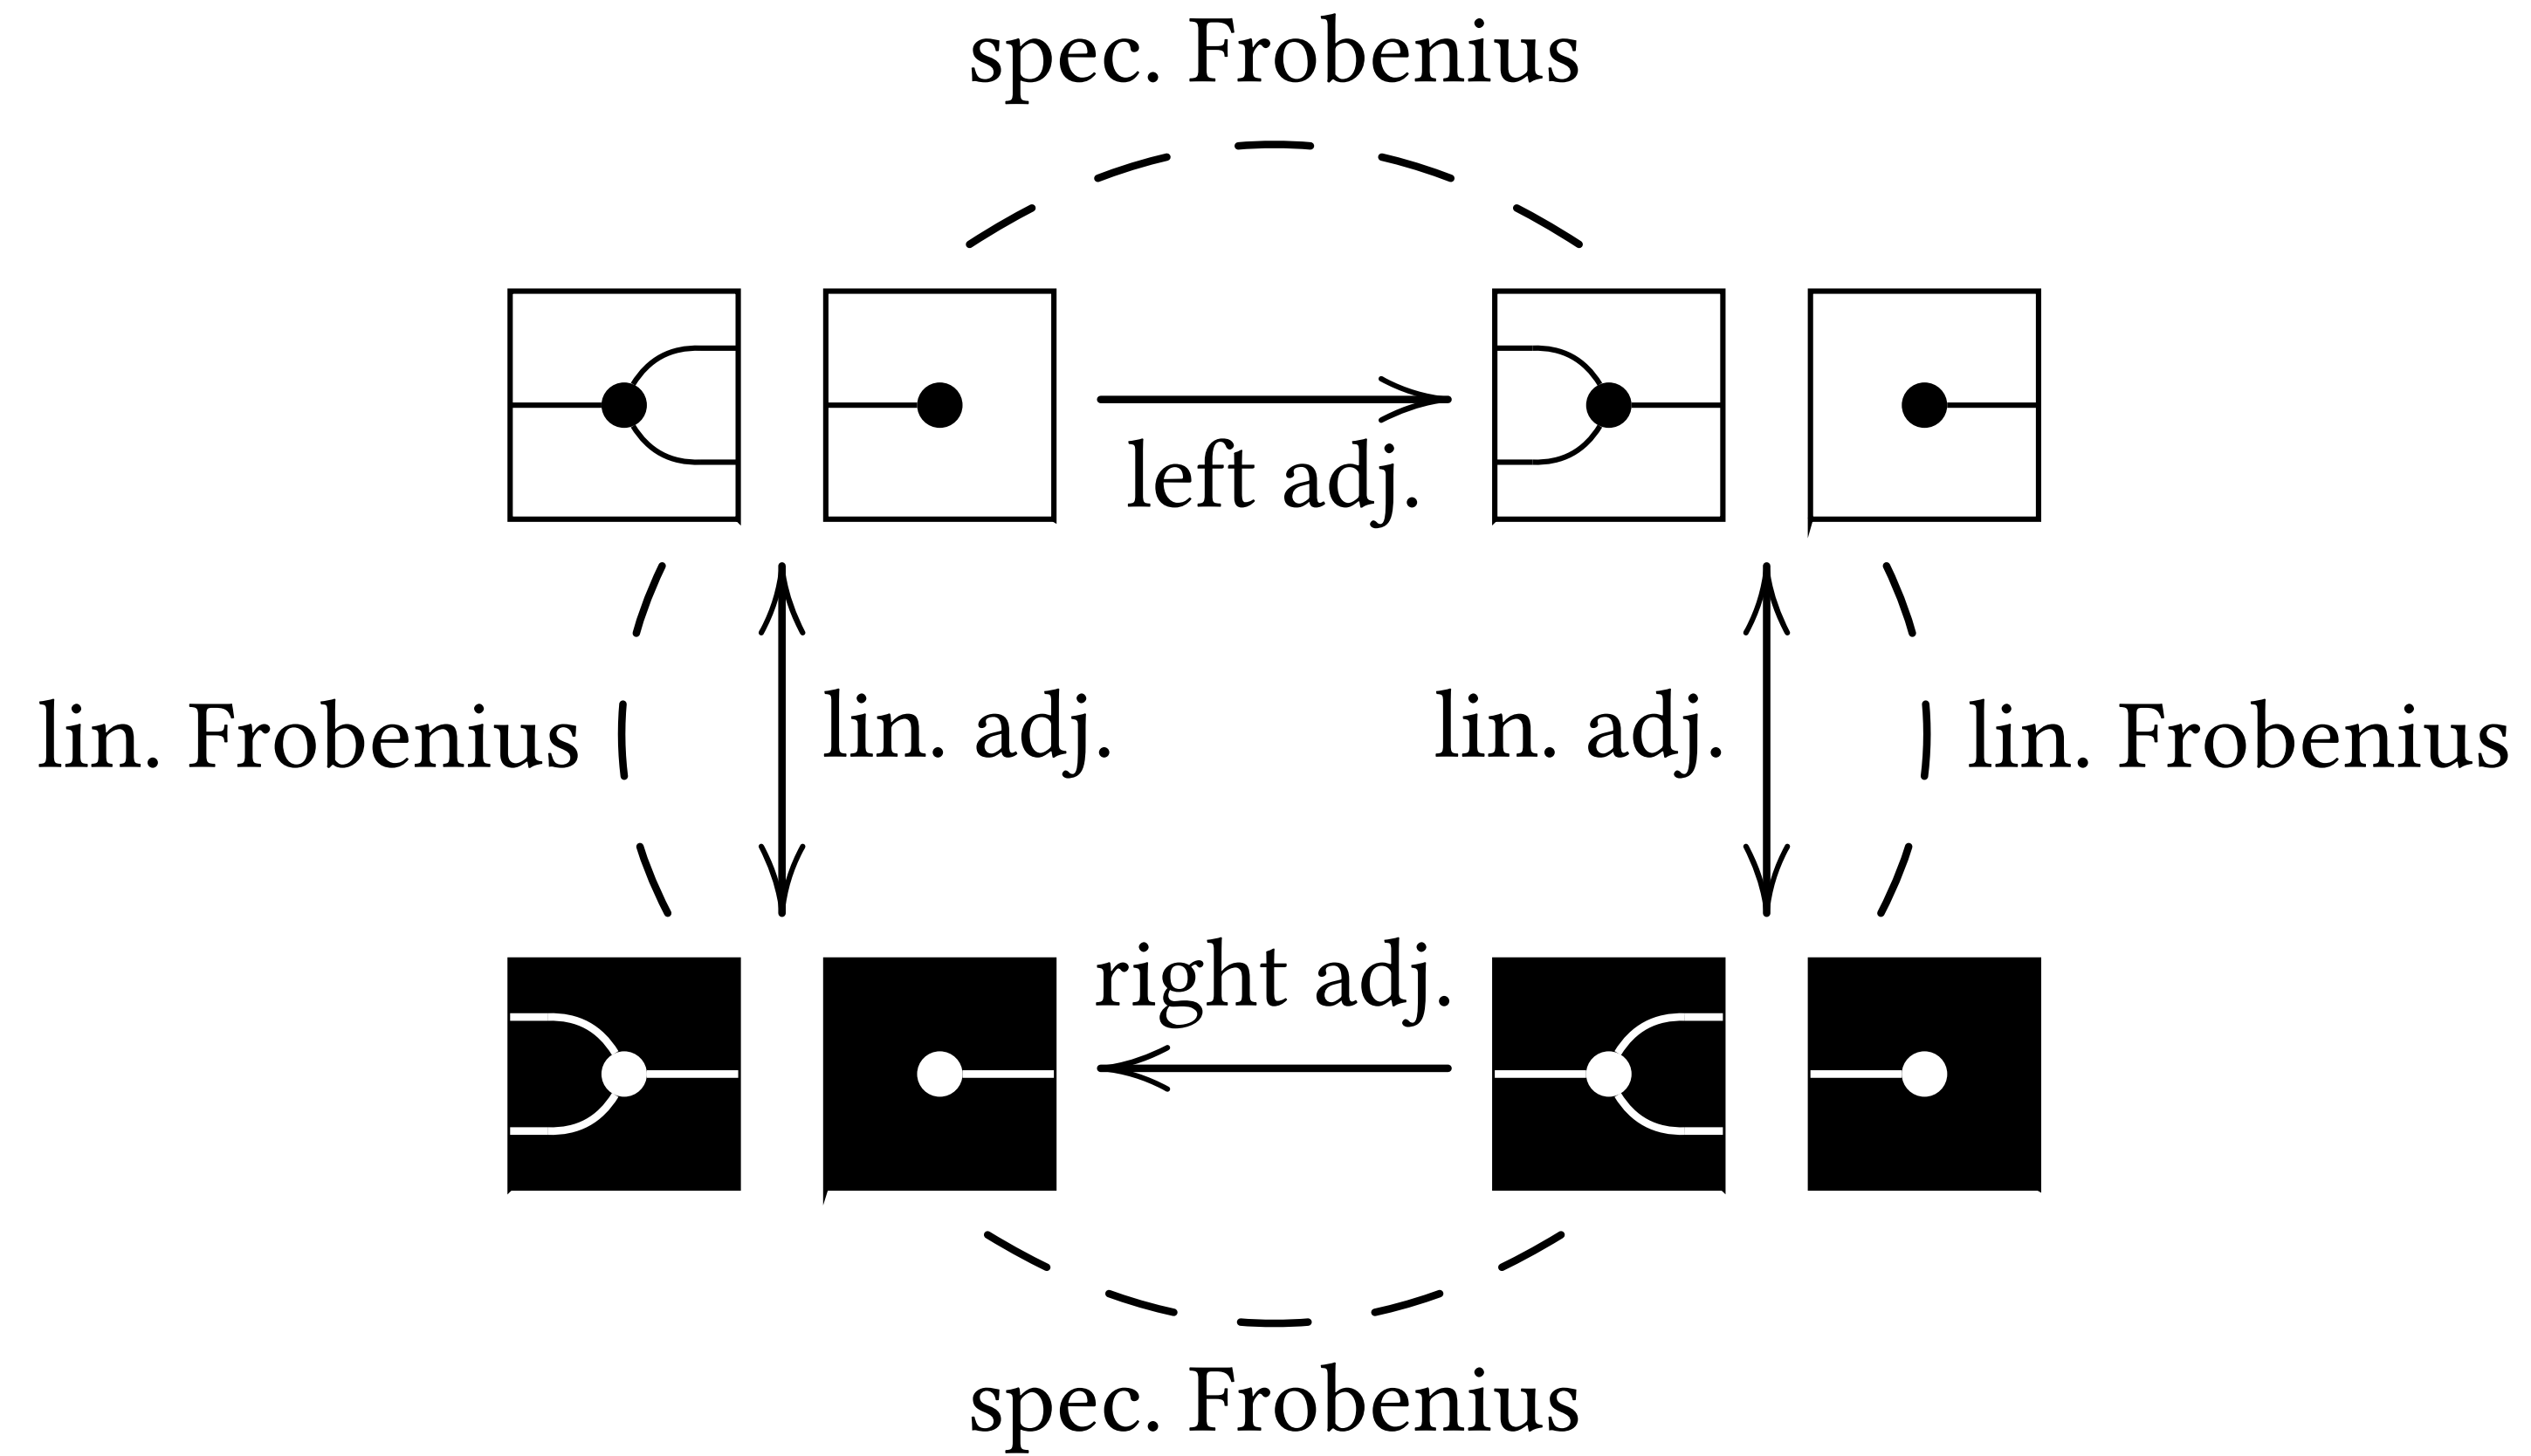 spec. Frobenius
left adj.
lin. Frobenius
lin. adj.
lin. adj.
lin. Frobenius
right adj.
spec. Frobenius